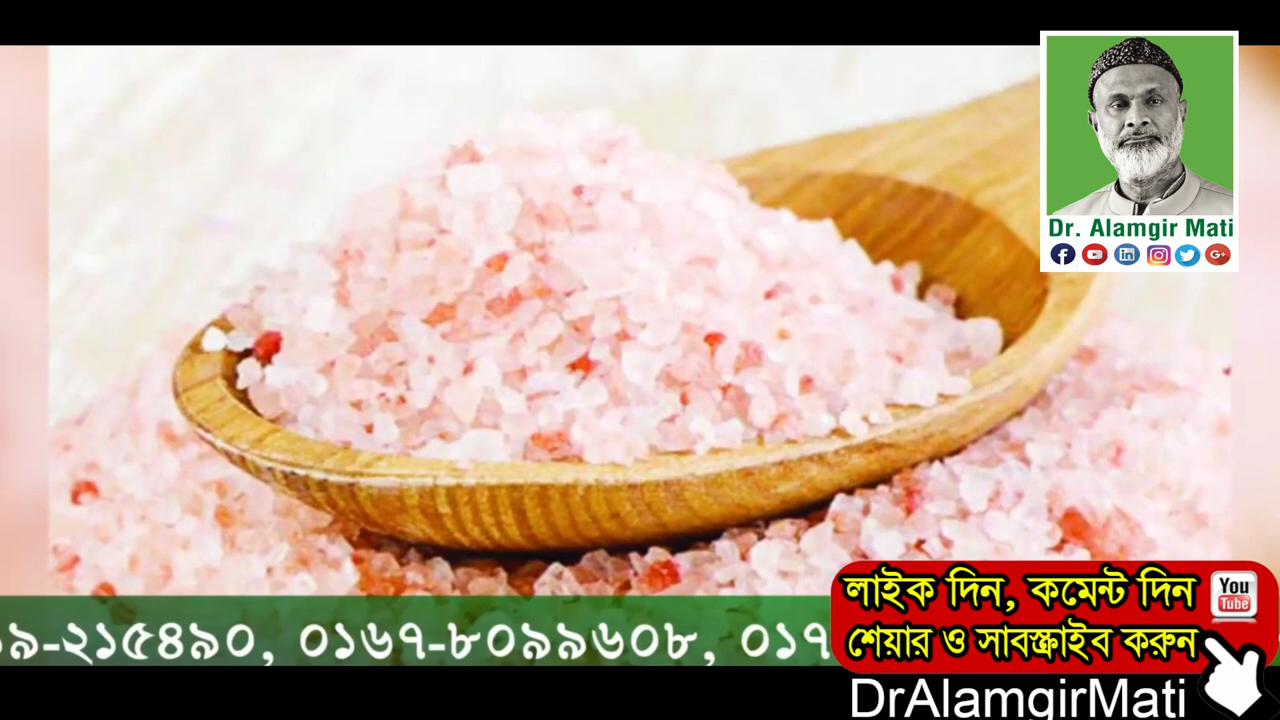 Dr. Alamgir Mati
লাইক দিন, কমেন্ট দিন
You
Tube
শেয়ার ও সাবস্ক্রাইব করুন
৯-২১৫৪৯০, ০১৬৭-৮০৯৯৬০৮, ০১৭
DrAlamgirMati